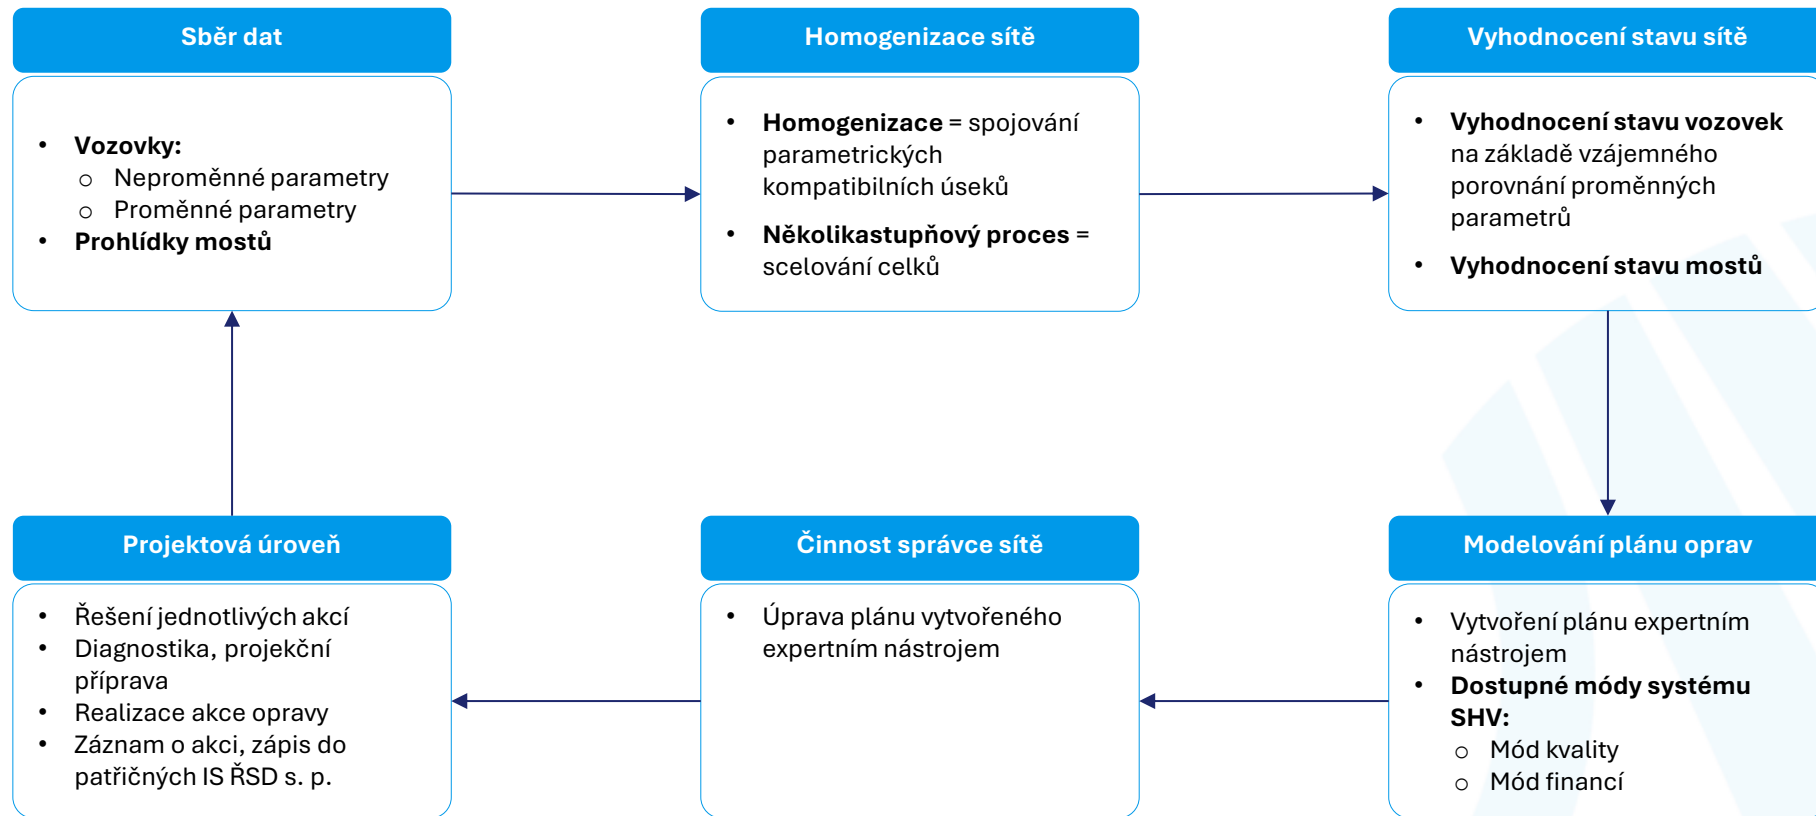 Sběr dat
• Vozovky:
o Neproměnné parametry
o Proměnné parametry
• Prohlídky mostů
Homogenizace sítě
• Homogenizace = spojování
parametrických
kompatibilních úseků
• Několikastupňový proces =
scelování celků
Vyhodnocení stavu sítě
• Vyhodnocení stavu vozovek
na základě vzájemného
porovnání proměnných
parametrů
• Vyhodnocení stavu mostů
Modelování plánu oprav
• Vytvoření plánu expertním
nástrojem
• Dostupné módy systému
SHV:
o Mód kvality
o Mód financí
Činnost správce sítě
• Úprava plánu vytvořeného
expertním nástrojem
Projektová úroveň
• Řešení jednotlivých akcí
• Diagnostika, projekční
příprava
• Realizace akce opravy
• Záznam o akci, zápis do
patřičných IS ŘSD s. p.